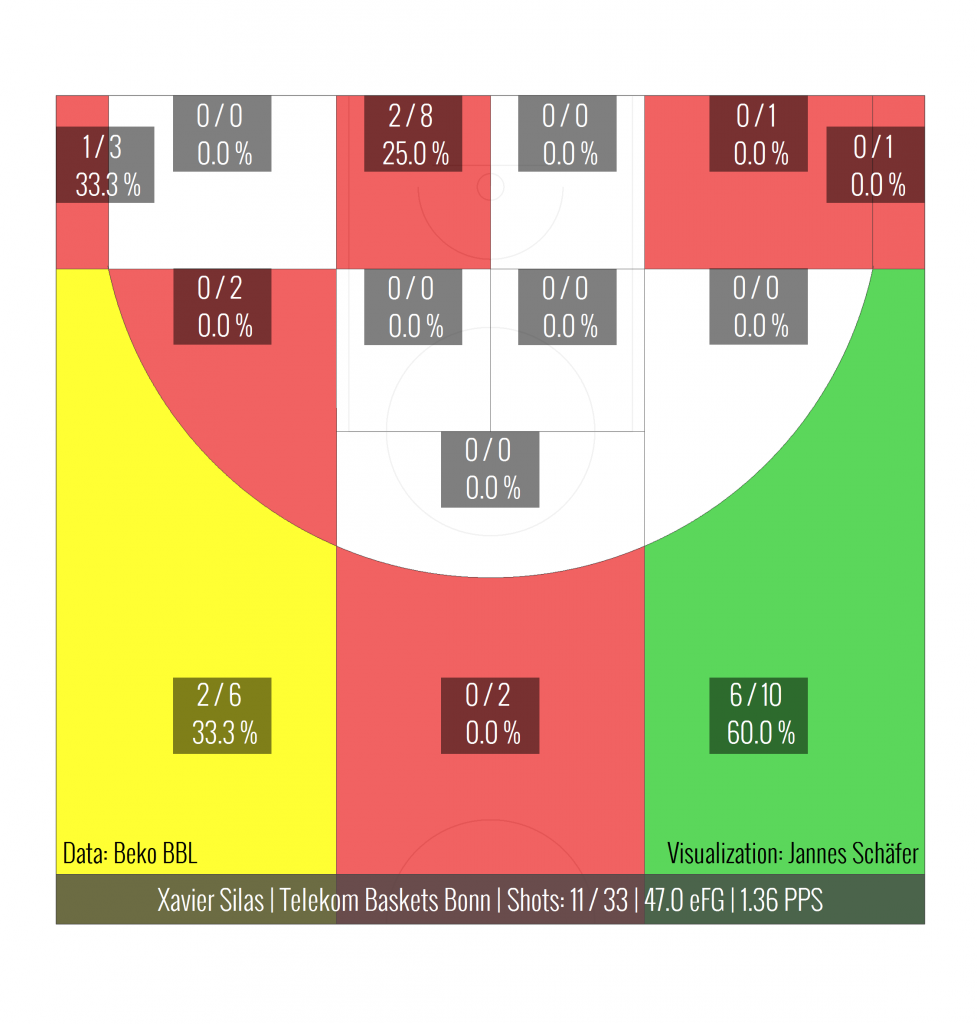 0 / 0
0.0 %
2 / 8
25.0 %
0 / 0
0.0 %
0 / 1
0.0 %
1 / 3
33.3 %
0 / 1
0.0 %
0 / 2
0.0 %
0 / 0
0.0 %
0 / 0
0.0 %
0 / 0
0.0 %
0 / 0
0.0 %
2 / 6
33.3 %
0 / 2
0.0 %
6 / 10
60.0 %
Data: Beko BBL
Visualization: Jannes Schäfer
Xavier Silas | Telekom Baskets Bonn | Shots: 11 / 33 | 47.0 eFG | 1.36 PPS